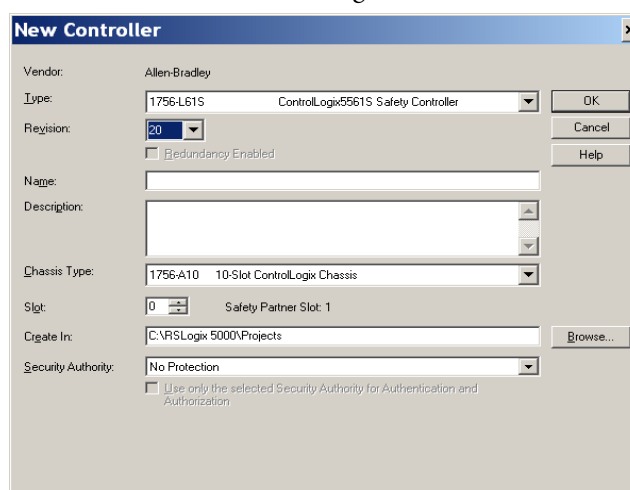 New Controller
Vendor: Allen-Bradley
Type: 1756-L61S ControlLogix5561S Safety Controller OK
Revision: 20 Cancel
Redundancy Enabled Help
Name:
Description:
Chassis Type: 1756-A10 10-Slot ControlLogix Chassis
Slot: 0 Safety Partner Slot: 1
Create In: C:\RSLogix 5000\Projects Browse...
Security Authority: No Protection
Use only the selected Security Authority for Authentication and
Authorization